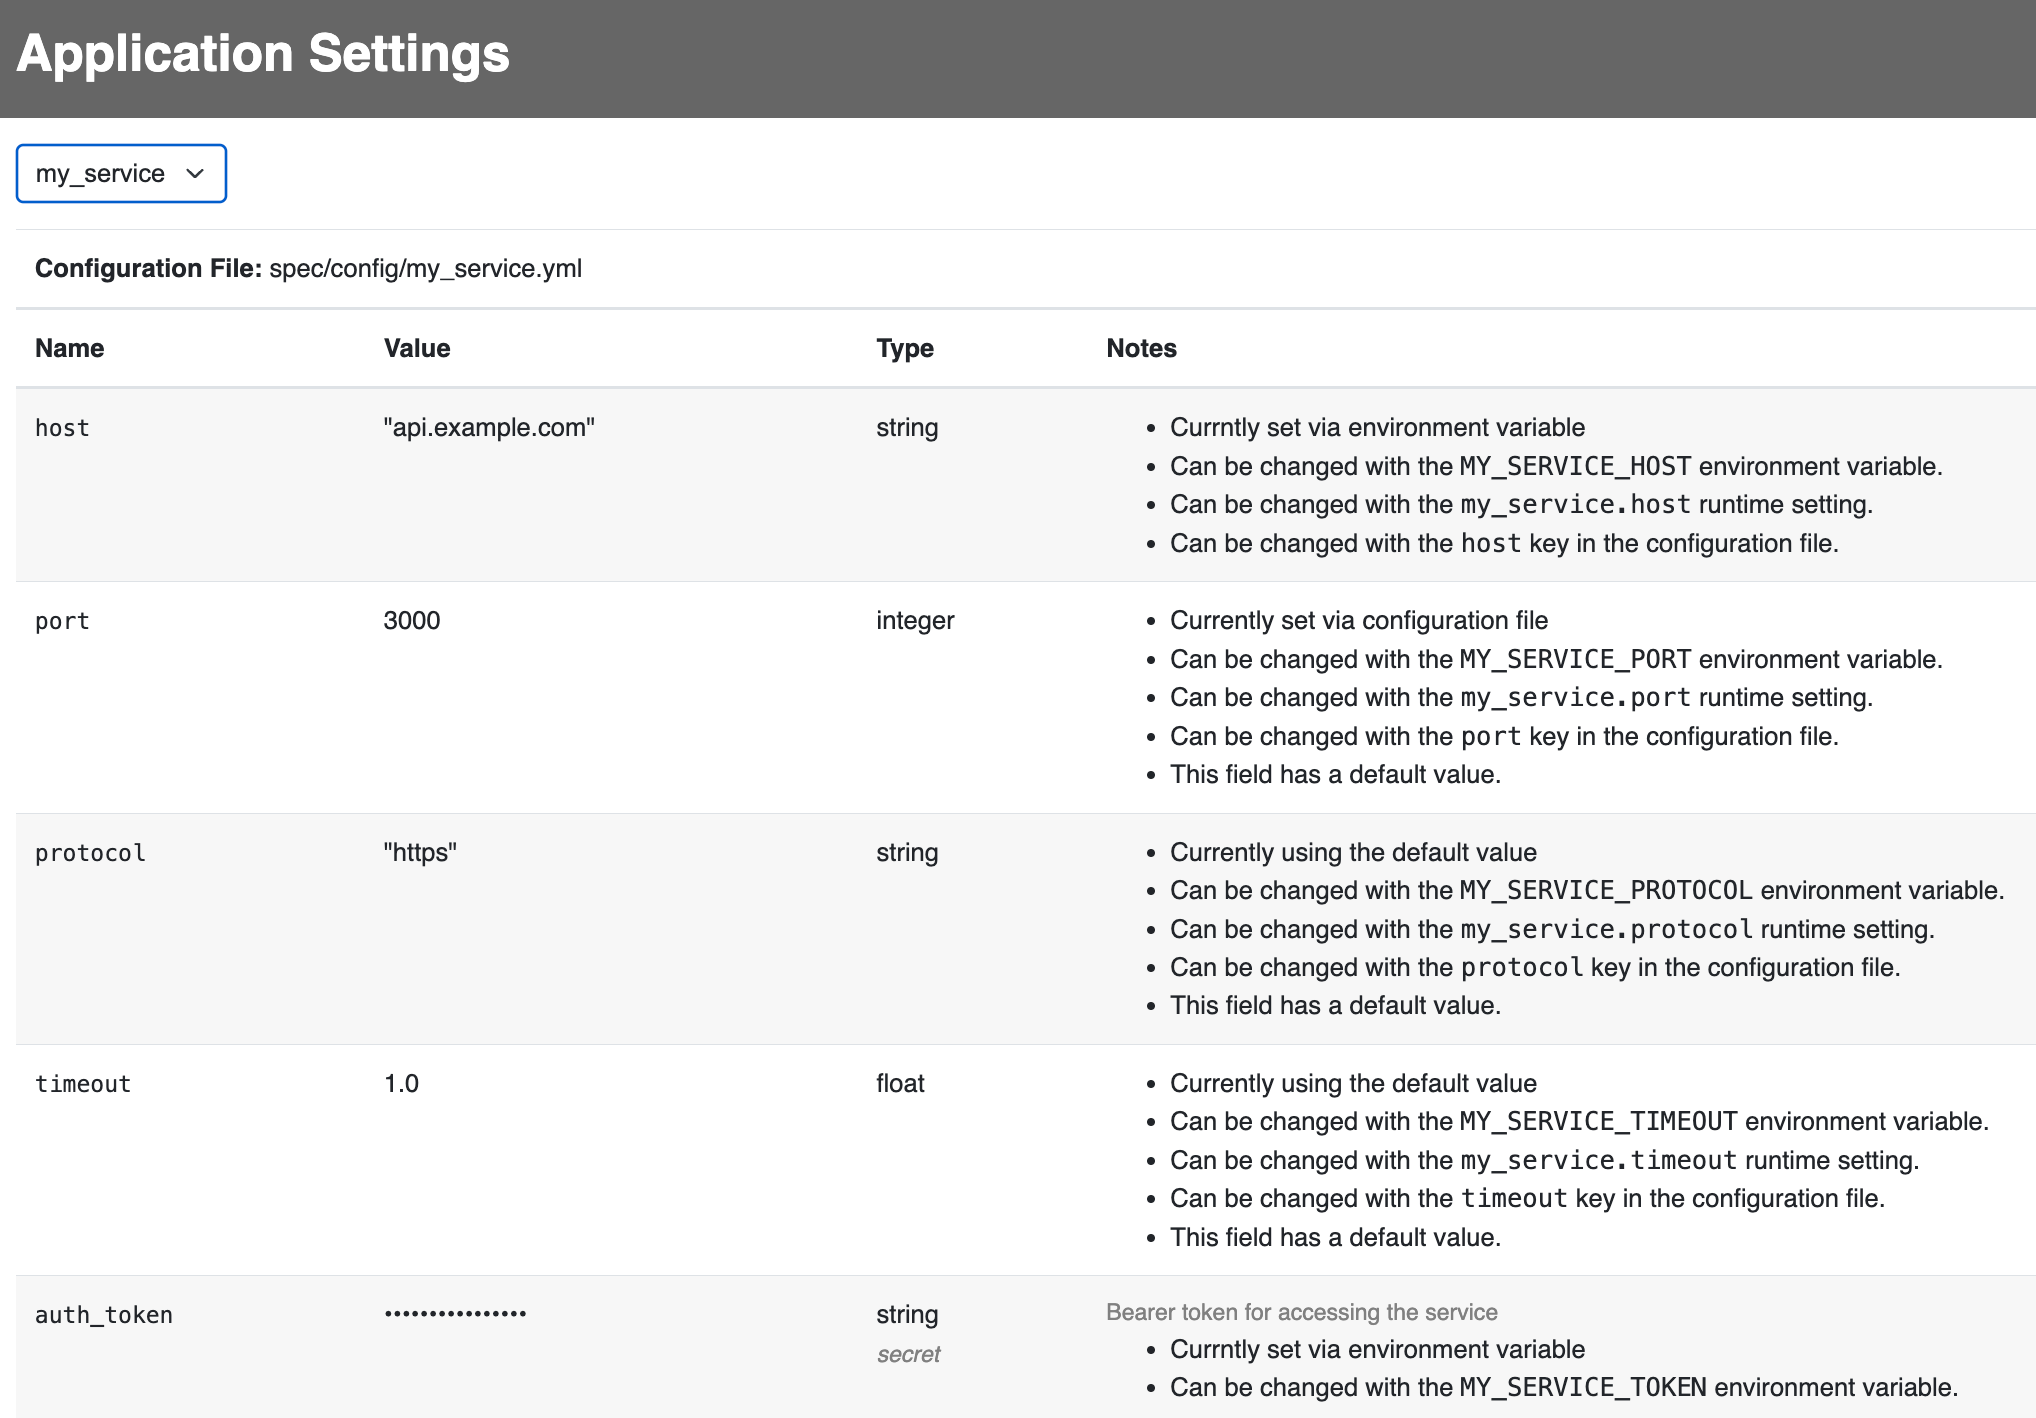 Application Settings
my_service
Configuration File: spec/config/my_service.yml
Name Value Type Notes
host "api.example.com" string
Currntly set via environment variable
Can be changed with the MY_SERVICE_HOST environment variable.
Can be changed with the my_service.host runtime setting.
Can be changed with the host key in the configuration file.
port 3000 integer
Currently set via configuration file
Can be changed with the MY_SERVICE_PORT environment variable.
Can be changed with the my_service.port runtime setting.
Can be changed with the port key in the configuration file.
This field has a default value.
protocol "https" string
Currently using the default value
Can be changed with the MY_SERVICE_PROTOCOL environment variable.
Can be changed with the my_service.protocol runtime setting.
Can be changed with the protocol key in the configuration file.
This field has a default value.
timeout 1.0 float
Currently using the default value
Can be changed with the MY_SERVICE_TIMEOUT environment variable.
Can be changed with the my_service.timeout runtime setting.
Can be changed with the timeout key in the configuration file.
This field has a default value.
auth_token •••••••••••••••• string
secret
Bearer token for accessing the service
Currntly set via environment variable
Can be changed with the MY_SERVICE_TOKEN environment variable.